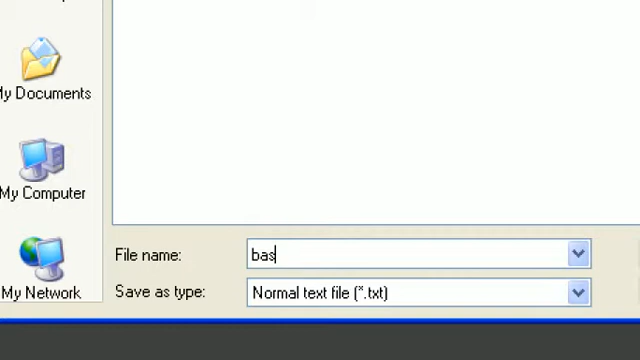 My Documents
My Computer
My Network
File name: bas
Save as type: Normal text file (*.txt)